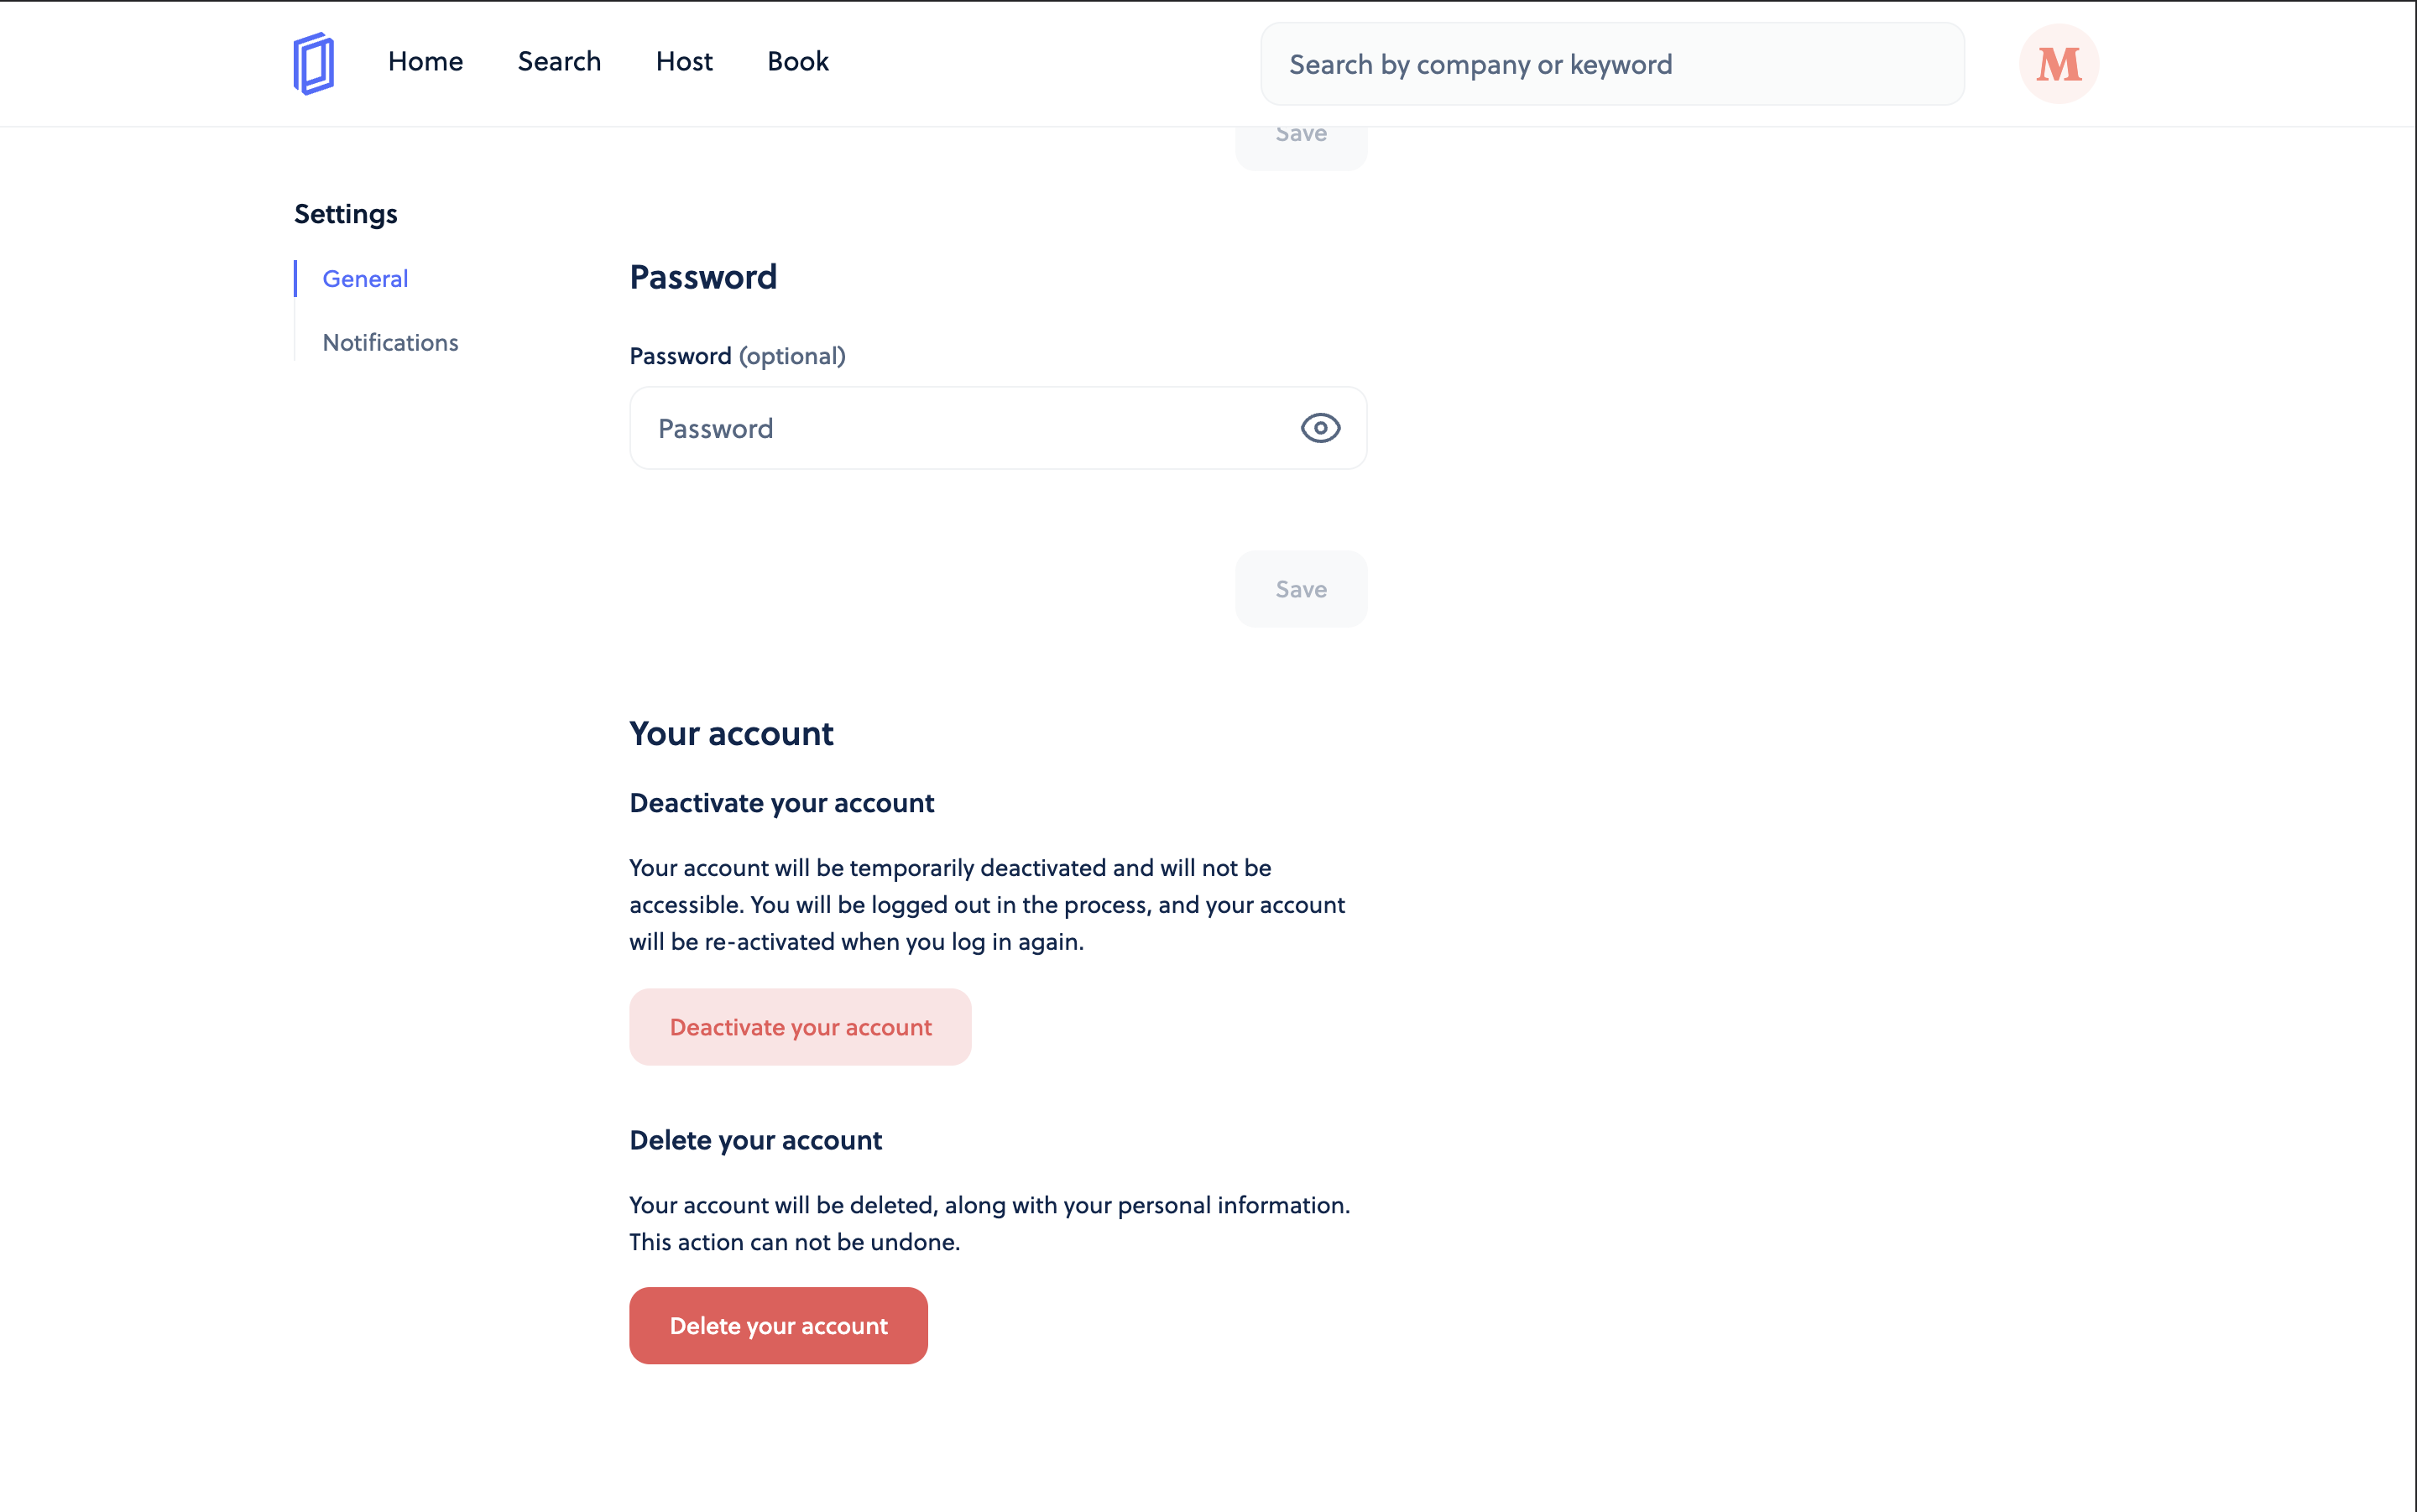 Home
Search
Host
Book
Search by company or keyword
M
Save
Settings
General
Notifications
Password
Password (optional)
Password
Save
Your account
Deactivate your account
Your account will be temporarily deactivated and will not be
accessible. You will be logged out in the process, and your account
will be re-activated when you log in again.
Deactivate your account
Delete your account
Your account will be deleted, along with your personal information.
This action can not be undone.
Delete your account